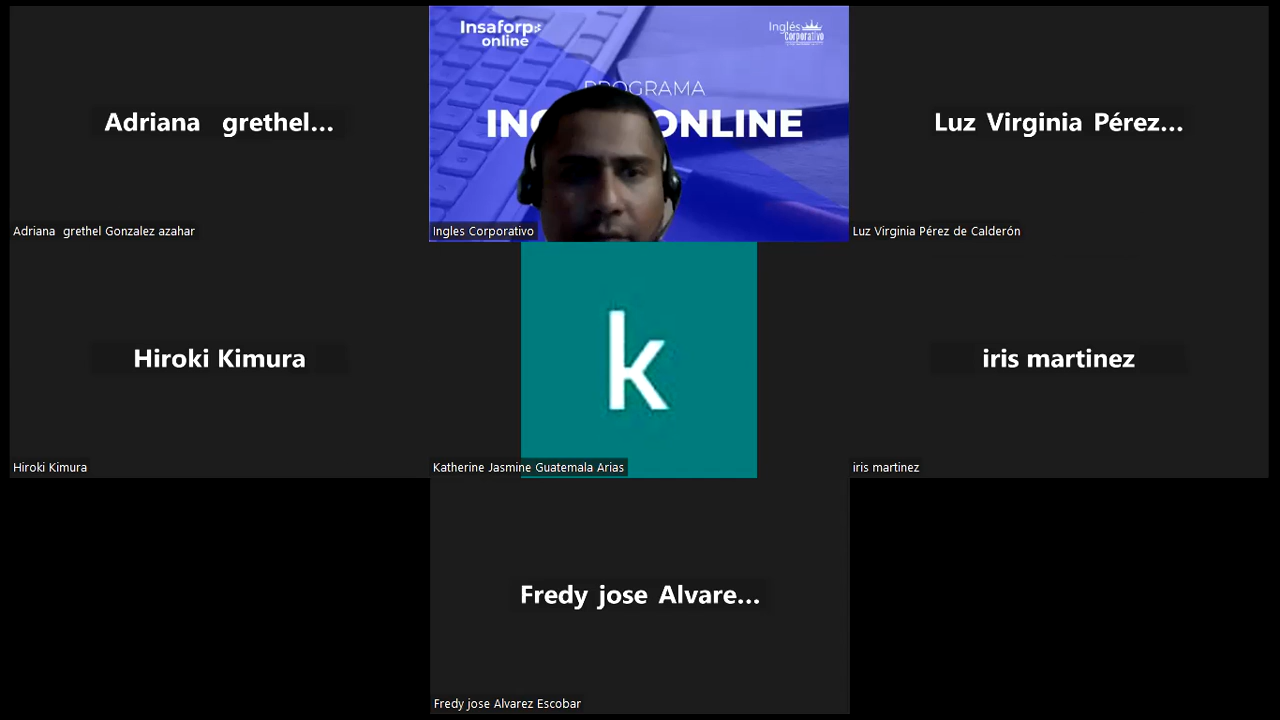 Adriana grethel...
Adriana grethel Gonzalez azahar
Insaforp
online
Inglés
Corporativo
PROGRAMA
ING ONLINE
Ingles Corporativo
Luz Virginia Pérez...
Luz Virginia Pérez de Calderón
Hiroki Kimura
Hiroki Kimura
k
Katherine Jasmine Guatemala Arias
iris martinez
iris martinez
Fredy jose Alvare...
Fredy jose Alvarez Escobar